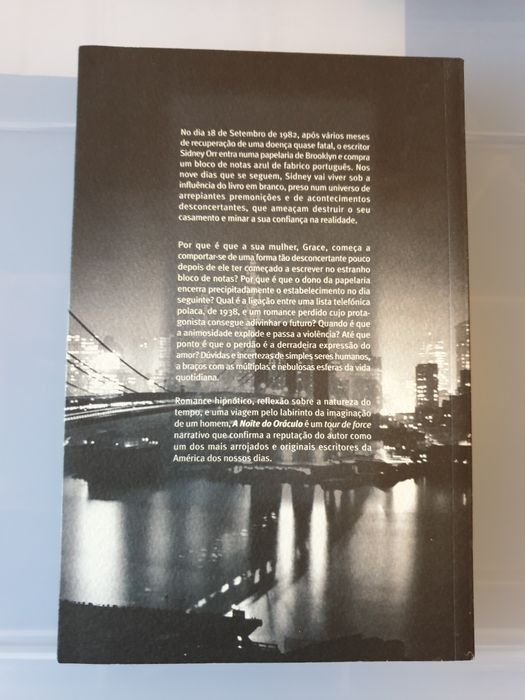 No dia 18 de Setembro de 1982, após vários meses
de recuperação de uma doença quase fatal, o escritor
Sidney Orr entra numa papelaria de Brooklyn e compra
um bloco de notas azul de fabrico português. Nos
nove dias que se seguem, Sidney vai viver sob a
influência do livro em branco, preso num universo de
arrepiantes premonições e de acontecimentos
desconcertantes, que ameaçam destruir o seu
casamento e minar a sua confiança na realidade.
Por que é que a sua mulher, Grace, começa a
comportar-se de uma forma tão desconcertante pouco
depois de ele ter começado a escrever no estranho
bloco de notas? Por que é que o dono da papelaria
encerra precipitadamente o estabelecimento no dia
seguinte? Qual é a ligação entre uma lista telefónica
polaca, de 1938, e um romance perdido cujo prota-
gonista consegue adivinhar o futuro? Quando é que
a animosidade explode e passa a violência? Até que
ponto é que o perdão é a derradeira expressão do
amor? Dúvidas e incertezas de simples seres humanos,
a braços com as múltiplas e nebulosas esferas da vida
quotidiana.
Romance hipnótico, reflexão sobre a natureza do
tempo, e uma viagem pelo labirinto da imaginação
de um homem, A Noite do Oráculo é um tour de force
narrativo que confirma a reputação do autor como
um dos mais arrojados e originais escritores da
América dos nossos dias.